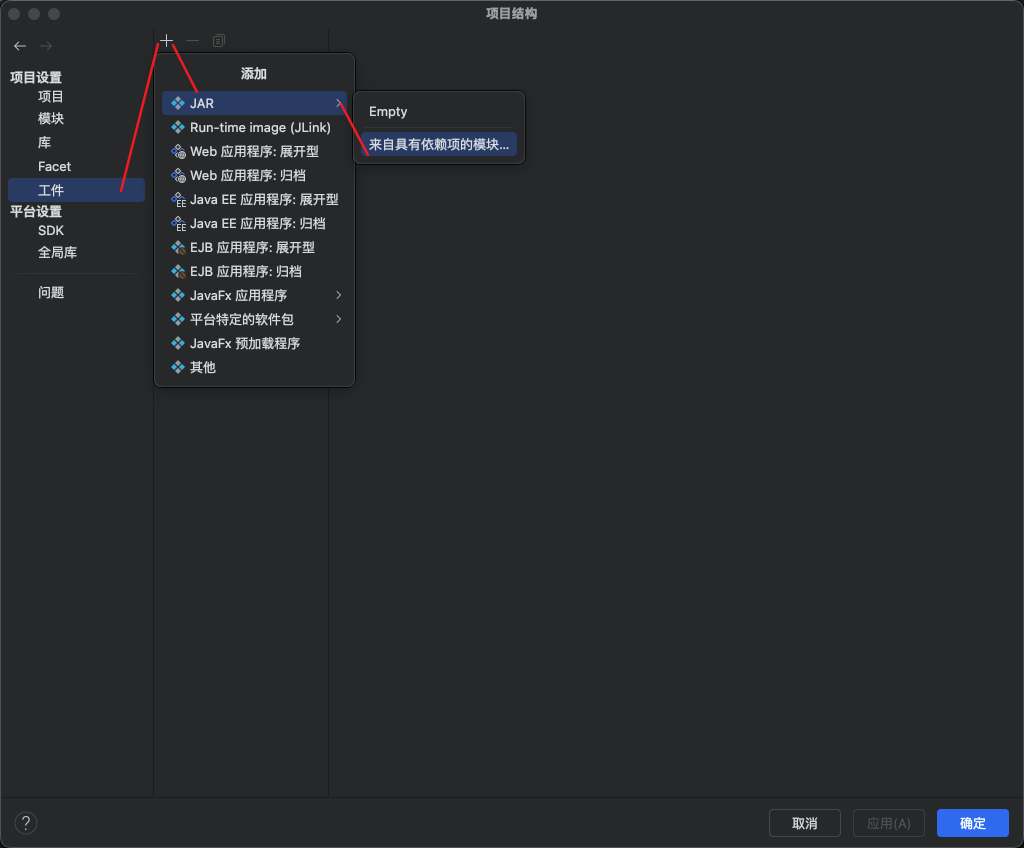 项目结构
项目设置
项目
模块
库
Facet
工件
平台设置
SDK
全局库
问题
添加
JAR
Run-time image (JLink)
Web 应用程序: 展开型
Web 应用程序: 归档
Java EE 应用程序: 展开型
Java EE 应用程序: 归档
EJB 应用程序: 展开型
EJB 应用程序: 归档
JavaFx 应用程序
平台特定的软件包
JavaFx 预加载程序
其他
Empty
来自具有依赖项的模块...
?
取消
应用(A)
确定